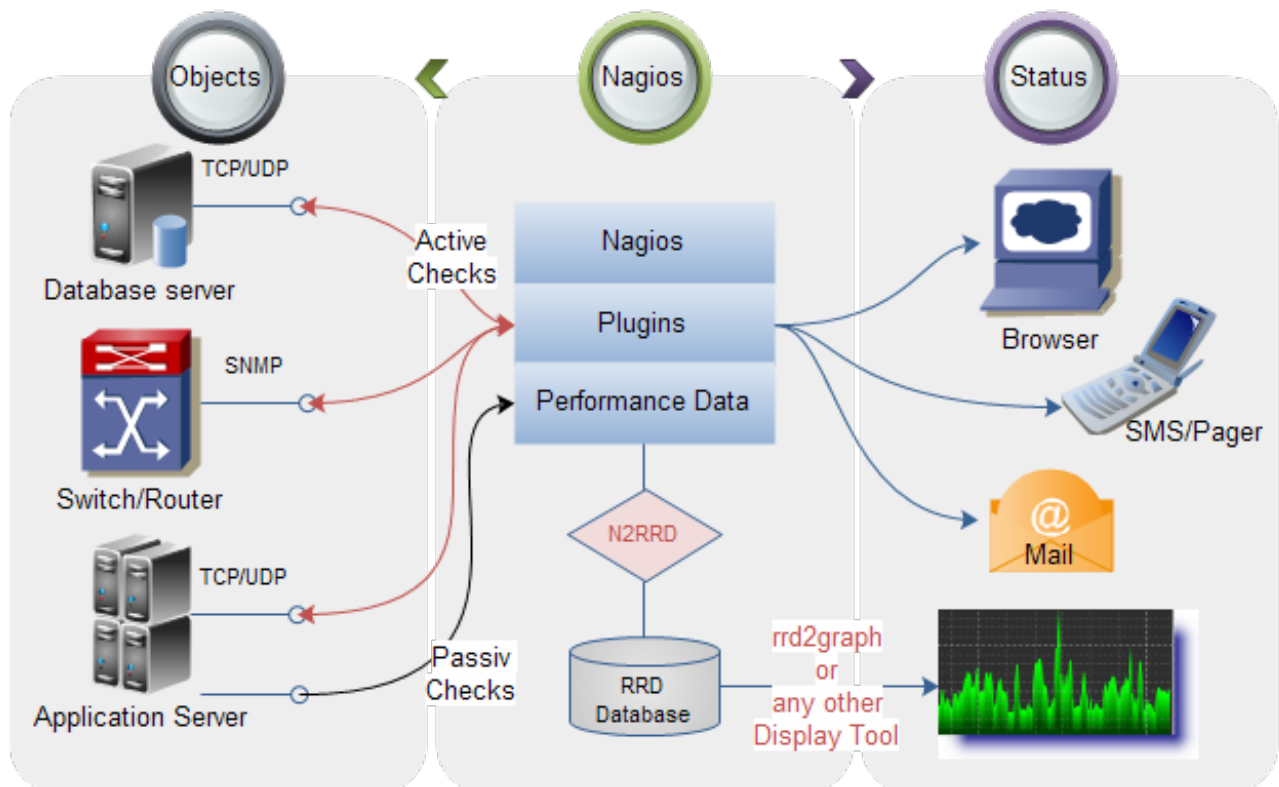 Objects
Nagios
Status
TCP/UDP
Database server
SNMP
Switch/Router
TCP/UDP
Application Server
Active
Checks
Passiv
Checks
Nagios
Plugins
Performance Data
N2RRD
RRD
Database
rrd2graph
or
any other
Display Tool
Browser
SMS/Pager
@
Mail